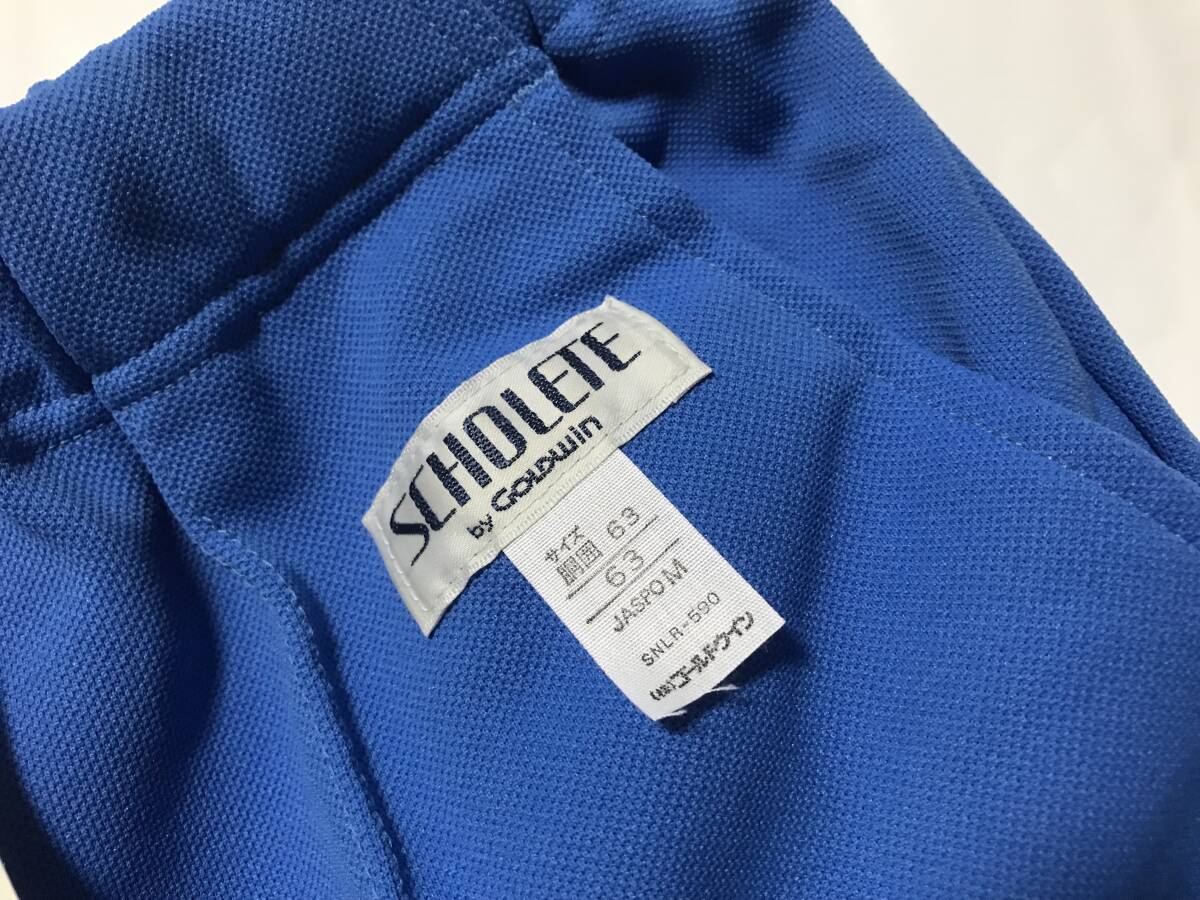 SCHOLETE
by GOLDWIN
サイズ
胴囲 63
63
JASPO M
SNLR-590
(株)ゴールドウイン